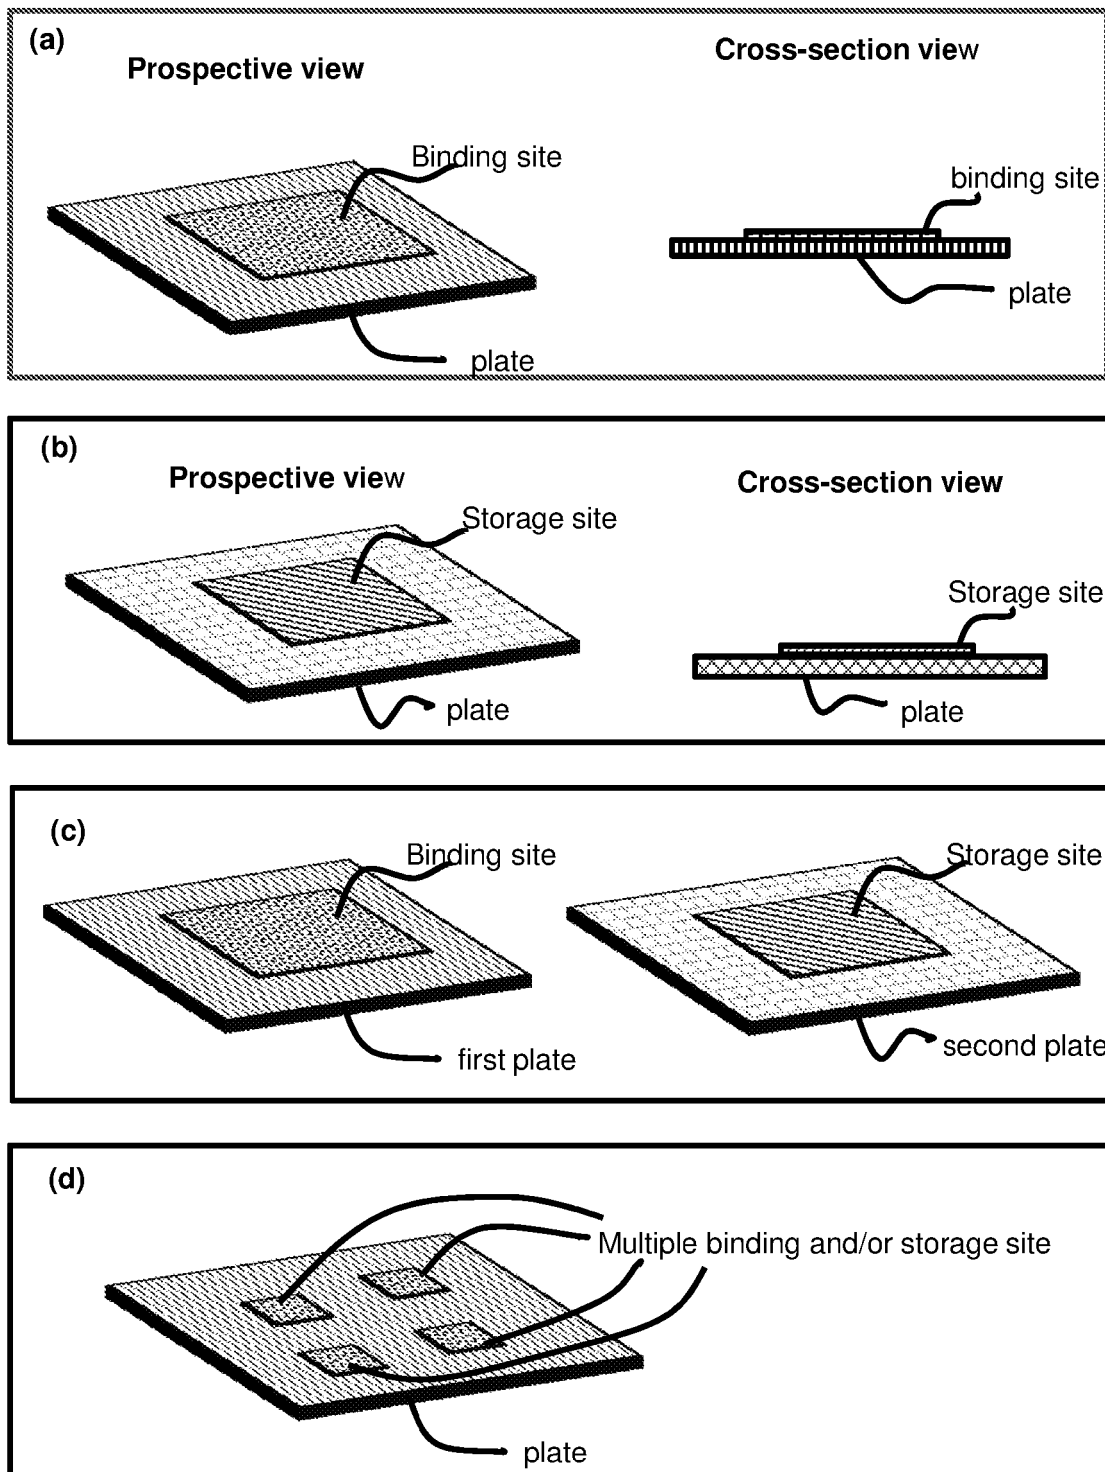 (a)
Prospective view
Cross-section view
Binding site
binding site
plate
plate
(b)
Prospective view
Cross-section view
Storage site
Storage site
plate
plate
(c)
Binding site
Storage site
first plate
second plate
(d)
Multiple binding and/or storage site
plate